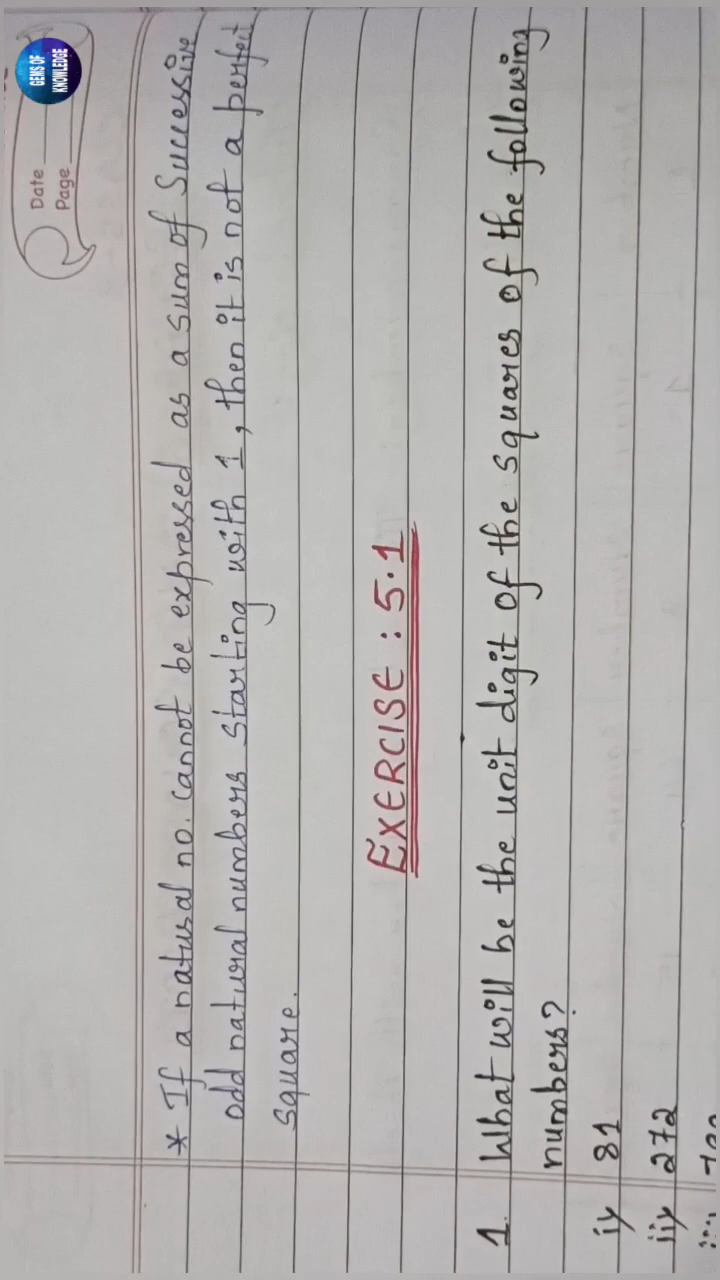 GEMS OF
KNOWLEDGE
Date
Page
* If a natural no. cannot be expressed as a sum of Successive
odd natural numbers starting with 1, then it is not a perfect
square.
EXERCISE : 5.1
1. What will be the unit digit of the squares of the following
numbers?
i) 81
ii) 272